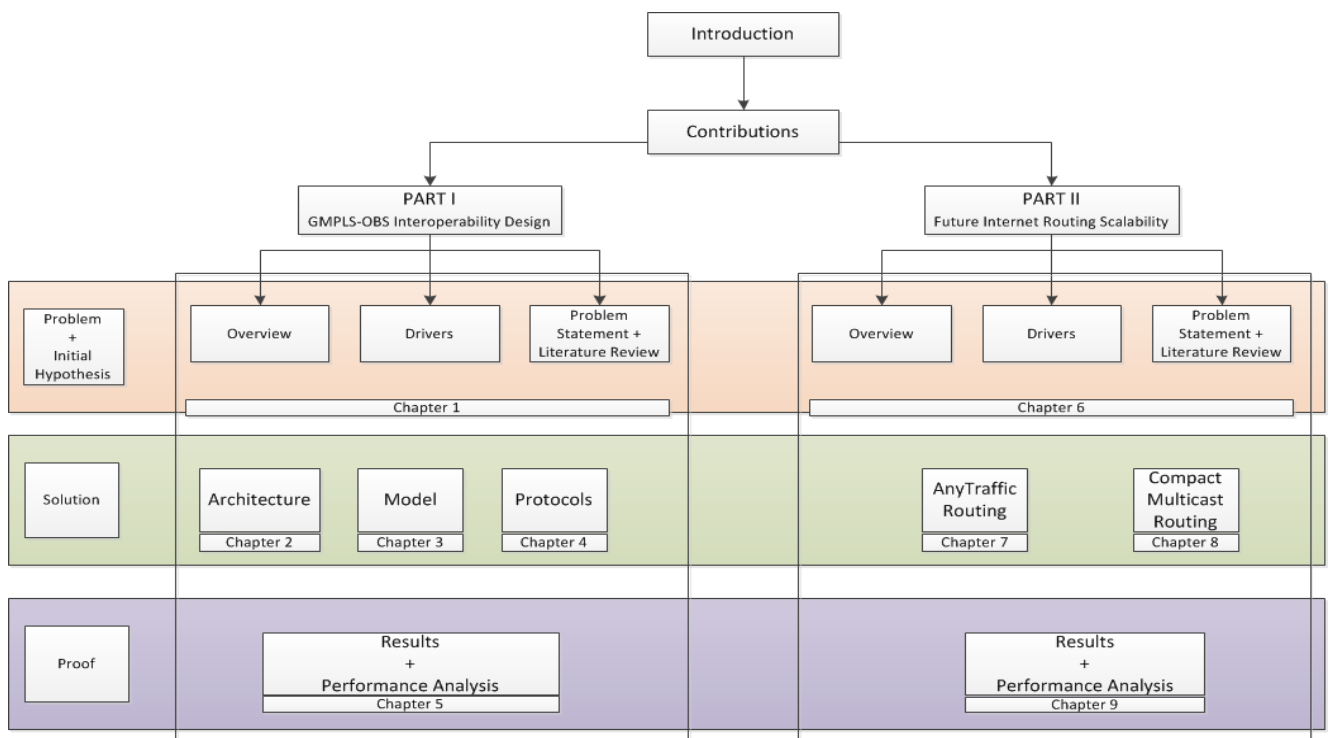 Introduction
Contributions
PART I
GMPLS-OBS Interoperability Design
PART II
Future Internet Routing Scalability
Problem
+
Initial
Hypothesis
Overview
Drivers
Problem
Statement +
Literature Review
Chapter 1
Overview
Drivers
Problem
Statement +
Literature Review
Chapter 6
Solution
Architecture
Chapter 2
Model
Chapter 3
Protocols
Chapter 4
AnyTraffic
Routing
Chapter 7
Compact
Multicast
Routing
Chapter 8
Proof
Results
+
Performance Analysis
Chapter 5
Results
+
Performance Analysis
Chapter 9